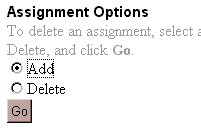 Assignment Options
To delete an assignment, select
Delete, and click Go.
Add
Delete
Go